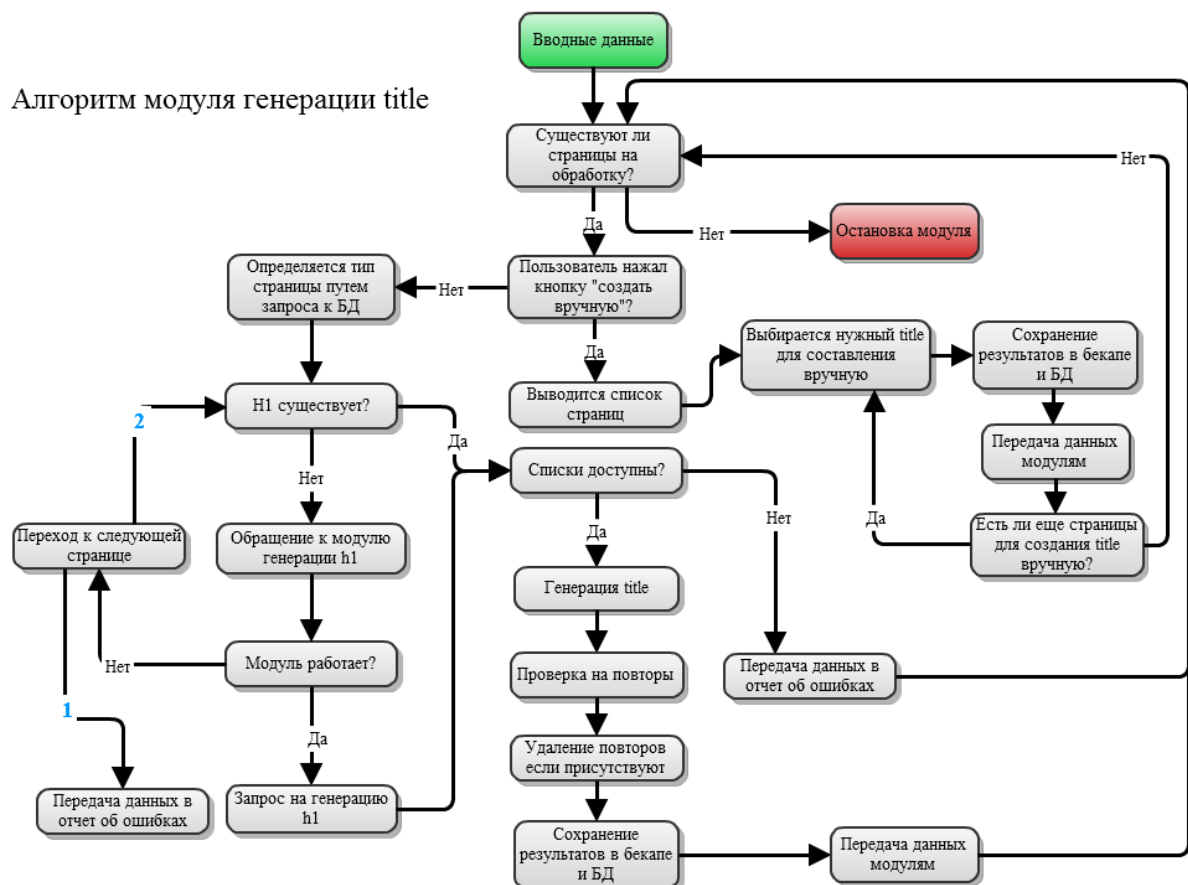 Алгоритм модуля генерации title
Вводные данные
Существуют ли
страницы на
обработку?
Нет
Да
Нет
Остановка модуля
Определяется тип
страницы путем
запроса к БД
Нет
Пользователь нажал
кнопку "создать
вручную"?
Да
Выводится список
страниц
Выбирается нужный title
для составления
вручную
Сохранение
результатов в бекапе
и БД
Передача данных
модулям
Есть ли еще страницы
для создания title
вручную?
Да
H1 существует?
2
Да
Нет
Списки доступны?
Нет
Да
Переход к следующей
странице
Обращение к модулю
генерации h1
Генерация title
Нет
Модуль работает?
Проверка на повторы
Передача данных в
отчет об ошибках
1
Да
Удаление повторов
если присутствуют
Передача данных в
отчет об ошибках
Запрос на генерацию
h1
Сохранение
результатов в бекапе
и БД
Передача данных
модулям